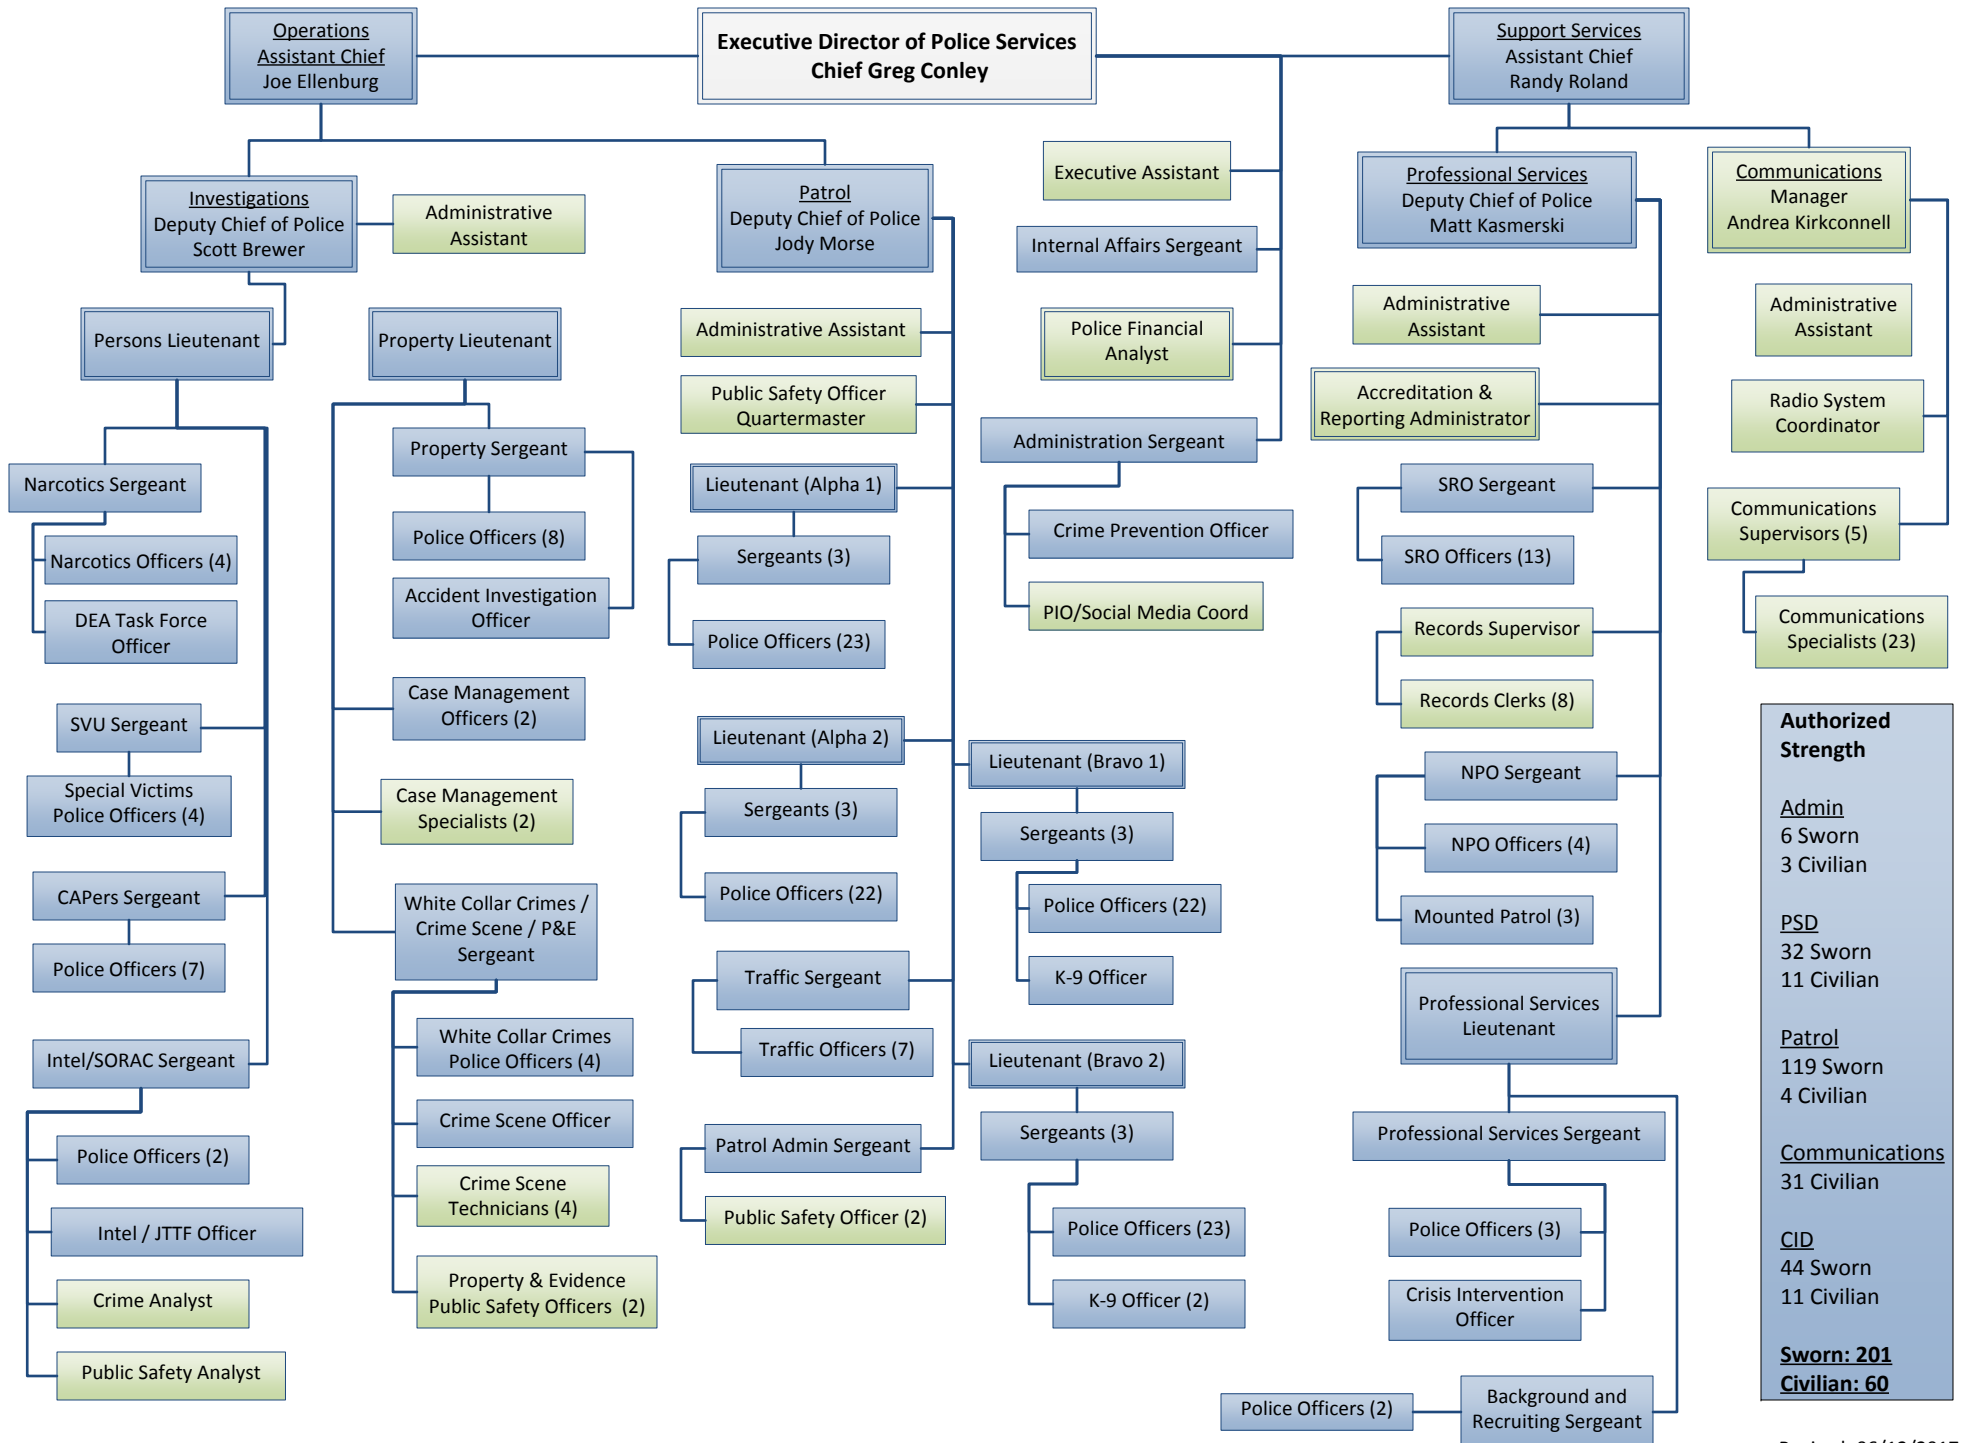 Operations
Assistant Chief
Joe Ellenburg
Executive Director of Police Services
Chief Greg Conley
Support Services
Assistant Chief
Randy Roland
Investigations
Deputy Chief of Police
Scott Brewer
Administrative
Assistant
Patrol
Deputy Chief of Police
Jody Morse
Executive Assistant
Internal Affairs Sergeant
Police Financial
Analyst
Administration Sergeant
Crime Prevention Officer
PIO/Social Media Coord
Professional Services
Deputy Chief of Police
Matt Kasmerski
Communications
Manager
Andrea Kirkconnell
Persons Lieutenant
Narcotics Sergeant
Narcotics Officers (4)
DEA Task Force
Officer
SVU Sergeant
Special Victims
Police Officers (4)
CAPers Sergeant
Police Officers (7)
Intel/SORAC Sergeant
Police Officers (2)
Intel / JTTF Officer
Crime Analyst
Public Safety Analyst
Property Lieutenant
Property Sergeant
Police Officers (8)
Accident Investigation
Officer
Case Management
Officers (2)
Case Management
Specialists (2)
White Collar Crimes /
Crime Scene / P&E
Sergeant
White Collar Crimes
Police Officers (4)
Crime Scene Officer
Crime Scene
Technicians (4)
Property & Evidence
Public Safety Officers (2)
Administrative Assistant
Public Safety Officer
Quartermaster
Lieutenant (Alpha 1)
Sergeants (3)
Police Officers (23)
Lieutenant (Alpha 2)
Sergeants (3)
Police Officers (22)
Traffic Sergeant
Traffic Officers (7)
Patrol Admin Sergeant
Public Safety Officer (2)
Lieutenant (Bravo 1)
Sergeants (3)
Police Officers (22)
K-9 Officer
Lieutenant (Bravo 2)
Sergeants (3)
Police Officers (23)
K-9 Officer (2)
Administrative
Assistant
Accreditation &
Reporting Administrator
SRO Sergeant
SRO Officers (13)
Records Supervisor
Records Clerks (8)
NPO Sergeant
NPO Officers (4)
Mounted Patrol (3)
Professional Services
Lieutenant
Professional Services Sergeant
Police Officers (3)
Crisis Intervention
Officer
Background and
Recruiting Sergeant
Police Officers (2)
Administrative
Assistant
Radio System
Coordinator
Communications
Supervisors (5)
Communications
Specialists (23)
Authorized
Strength
Admin
6 Sworn
3 Civilian
PSD
32 Sworn
11 Civilian
Patrol
119 Sworn
4 Civilian
Communications
31 Civilian
CID
44 Sworn
11 Civilian
Sworn: 201
Civilian: 60